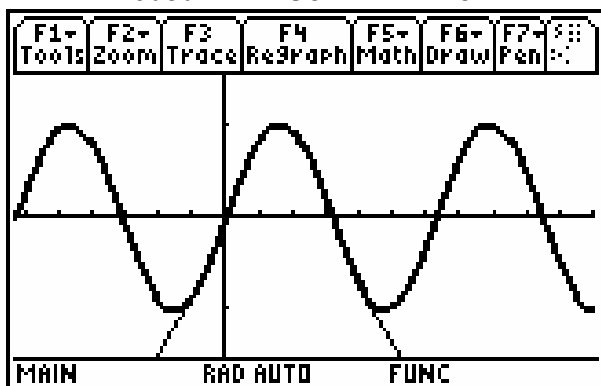 F1▾ F2▾ F3 F4 F5▾ F6▾ F7▾
Tools Zoom Trace Regraph Math Draw Pen
MAIN RAD AUTO FUNC